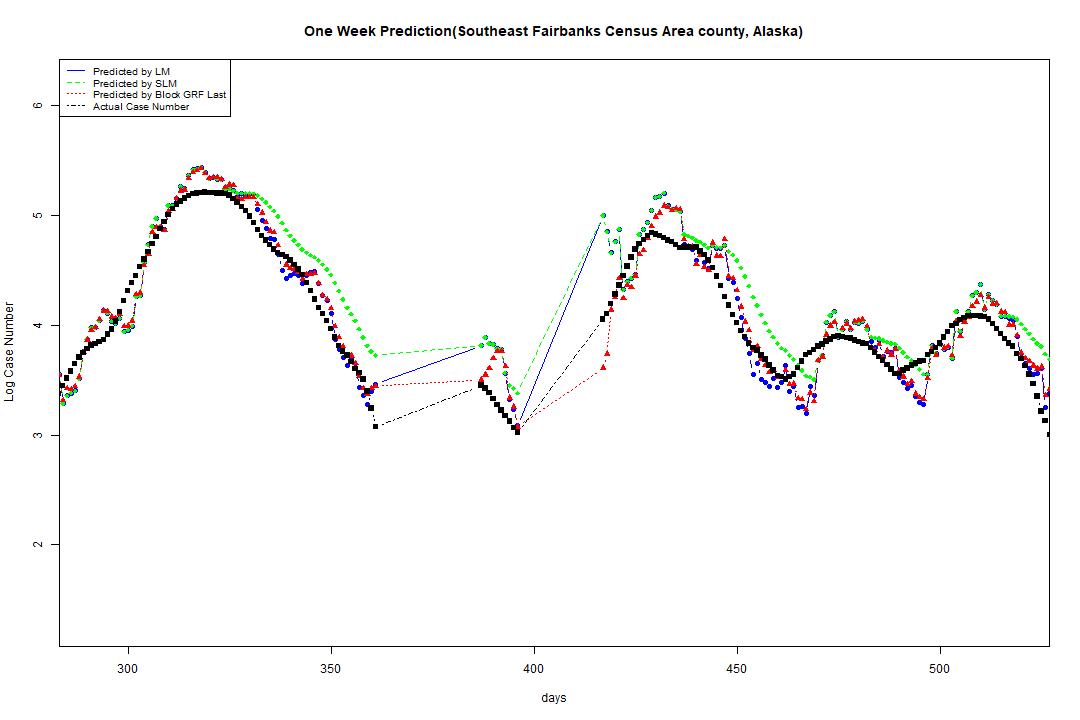 One Week Prediction(Southeast Fairbanks Census Area county, Alaska)
Predicted by LM
Predicted by SLM
Predicted by Block GRF Last
Actual Case Number
6
5
4
3
2
Log Case Number
300 350 400 450 500
days